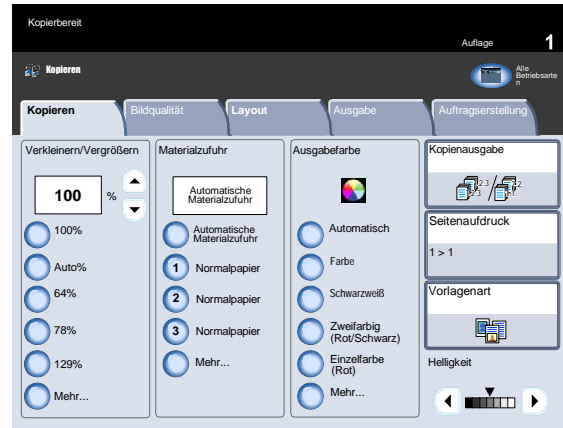 Kopierbereit
Auflage 1
Kopieren
Alle
Betriebsarte
n
Kopieren Bildqualität Layout Ausgabe Auftragserstellung
Verkleinern/Vergrößern
100 %
100%
Auto%
64%
78%
129%
Mehr...
Materialzufuhr
Automatische
Materialzufuhr
Automatische
Materialzufuhr
1 Normalpapier
2 Normalpapier
3 Normalpapier
Mehr...
Ausgabefarbe
Automatisch
Farbe
Schwarzweiß
Zweifarbig
(Rot/Schwarz)
Einzelfarbe
(Rot)
Mehr...
Kopienausgabe
Seitenaufdruck
1 > 1
Vorlagenart
Helligkeit